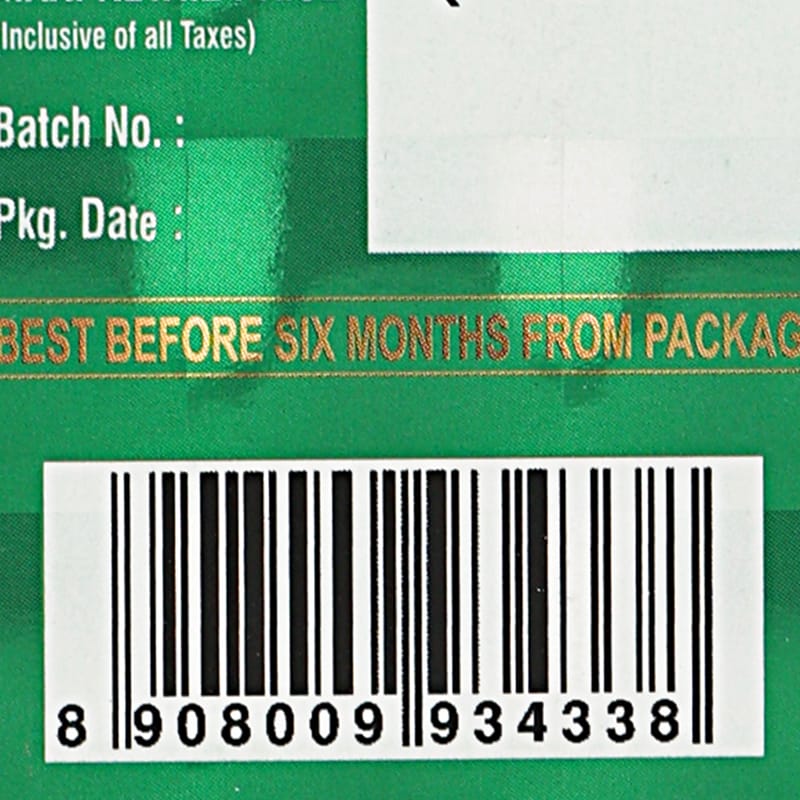 (Inclusive of all Taxes)
Batch No. :
Pkg. Date :
BEST BEFORE SIX MONTHS FROM PACKAG
8 908009 934338